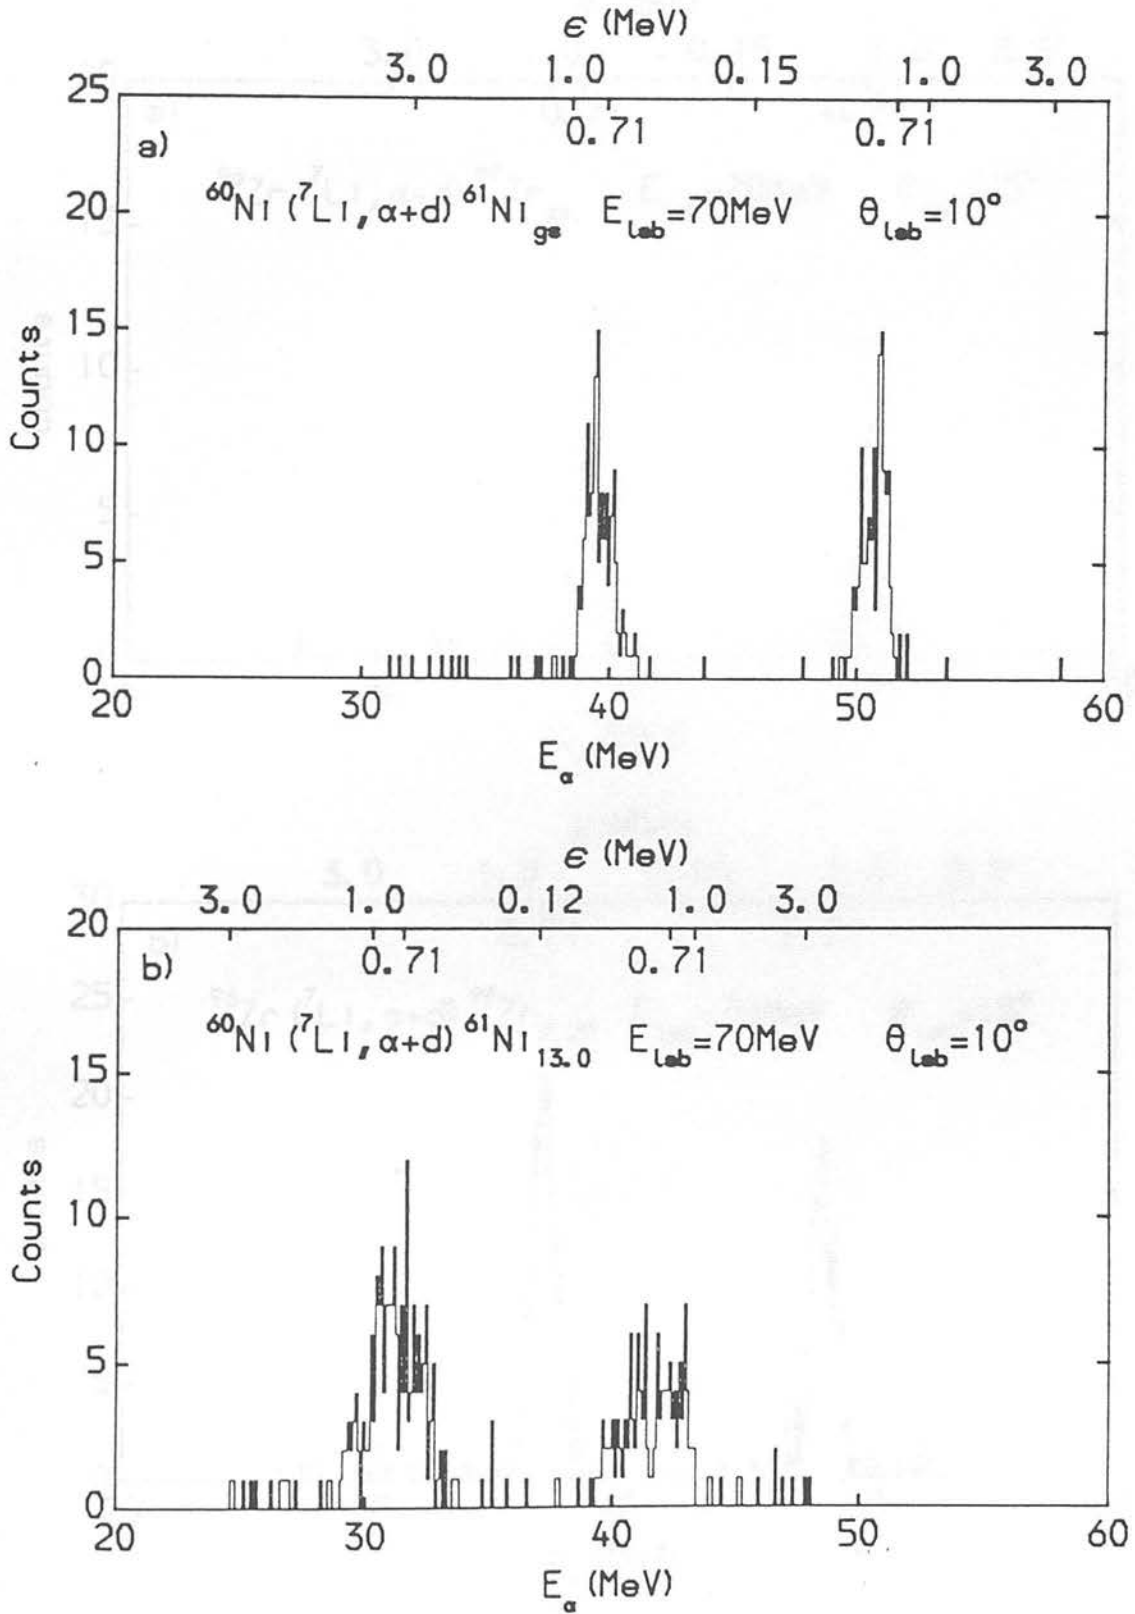 ϵ (MeV)
3.0 1.0 0.15 1.0 3.0
0.71 0.71
a)
⁶⁰Ni (⁷Li, α+d) ⁶¹Ni_gs E_lab=70MeV θ_lab=10°
25
20
15
10
5
0
Counts
20 30 40 50 60
E_α (MeV)
ϵ (MeV)
3.0 1.0 0.12 1.0 3.0
0.71 0.71
b)
⁶⁰Ni (⁷Li, α+d) ⁶¹Ni_13.0 E_lab=70MeV θ_lab=10°
20
15
10
5
0
Counts
20 30 40 50 60
E_α (MeV)